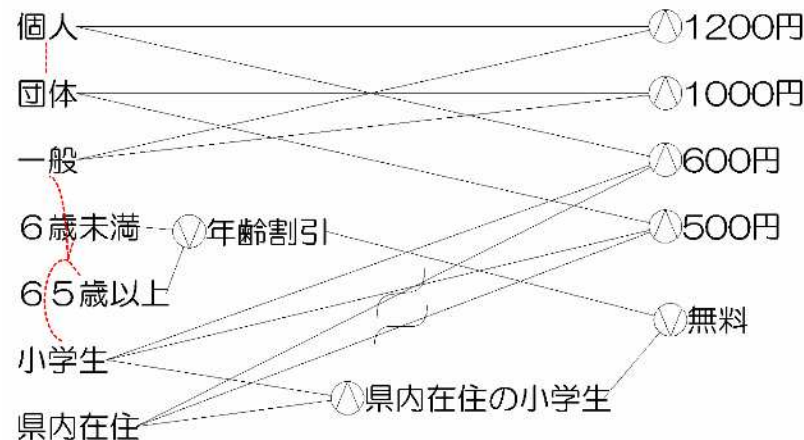 個人
1200円
団体
1000円
一般
600円
6歳未満
年齢割引
500円
65歳以上
無料
小学生
県内在住の小学生
県内在住